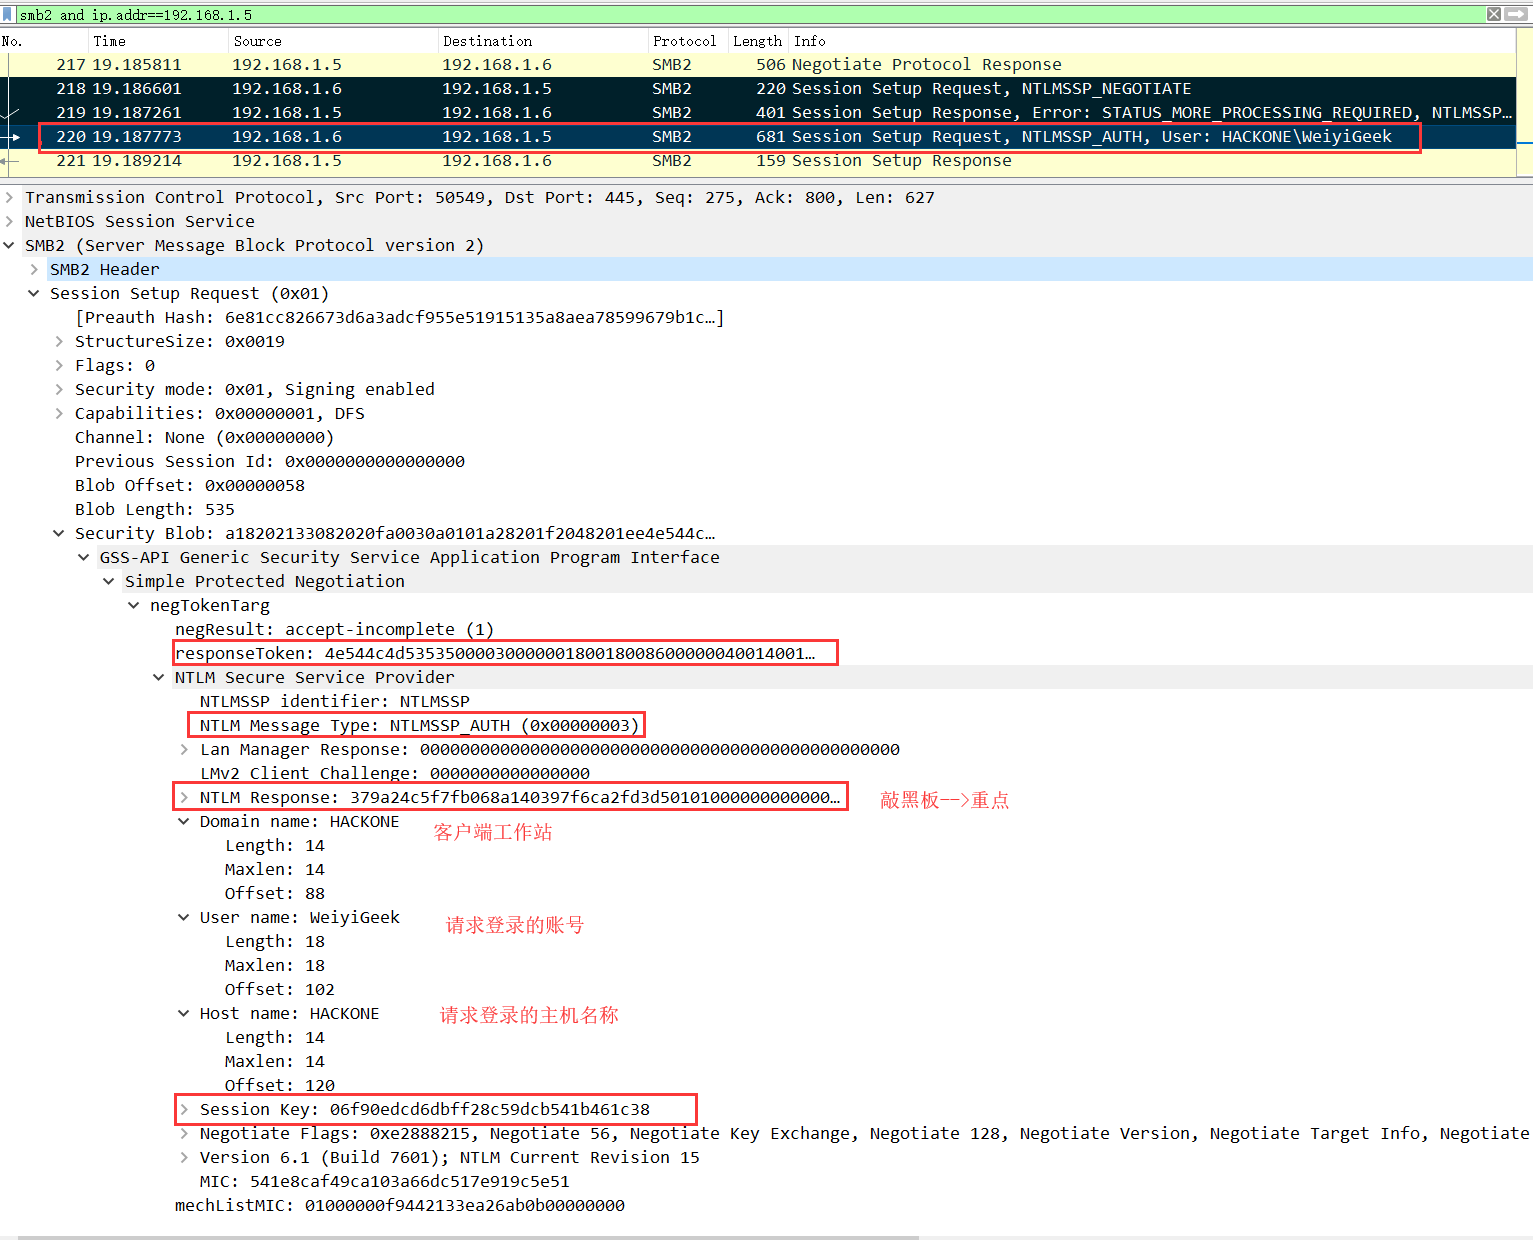 smb2 and ip.addr==192.168.1.5
No. Time Source Destination Protocol Length Info
217 19.185811 192.168.1.5 192.168.1.6 SMB2 506 Negotiate Protocol Response
218 19.186601 192.168.1.6 192.168.1.5 SMB2 220 Session Setup Request, NTLMSSP_NEGOTIATE
219 19.187261 192.168.1.5 192.168.1.6 SMB2 401 Session Setup Response, Error: STATUS_MORE_PROCESSING_REQUIRED, NTLMSSP…
220 19.187773 192.168.1.6 192.168.1.5 SMB2 681 Session Setup Request, NTLMSSP_AUTH, User: HACKONE\WeiyiGeek
221 19.189214 192.168.1.5 192.168.1.6 SMB2 159 Session Setup Response
Transmission Control Protocol, Src Port: 50549, Dst Port: 445, Seq: 275, Ack: 800, Len: 627
NetBIOS Session Service
SMB2 (Server Message Block Protocol version 2)
SMB2 Header
Session Setup Request (0x01)
[Preauth Hash: 6e81cc826673d6a3adcf955e51915135a8aea78599679b1c…]
StructureSize: 0x0019
Flags: 0
Security mode: 0x01, Signing enabled
Capabilities: 0x00000001, DFS
Channel: None (0x00000000)
Previous Session Id: 0x0000000000000000
Blob Offset: 0x00000058
Blob Length: 535
Security Blob: a18202133082020fa0030a0101a28201f2048201ee4e544c…
GSS-API Generic Security Service Application Program Interface
Simple Protected Negotiation
negTokenTarg
negResult: accept-incomplete (1)
responseToken: 4e544c4d535350000300000018001800860000004001400​1…
NTLM Secure Service Provider
NTLMSSP identifier: NTLMSSP
NTLM Message Type: NTLMSSP_AUTH (0x00000003)
Lan Manager Response: 000000000000000000000000000000000000000000000000
LMv2 Client Challenge: 0000000000000000
NTLM Response: 379a24c5f7fb068a140397f6ca2fd3d50101000000000000… 敲黑板-->重点
Domain name: HACKONE 客户端工作站
Length: 14
Maxlen: 14
Offset: 88
User name: WeiyiGeek 请求登录的账号
Length: 18
Maxlen: 18
Offset: 102
Host name: HACKONE 请求登录的主机名称
Length: 14
Maxlen: 14
Offset: 120
Session Key: 06f90edcd6dbff28c59dcb541b461c38
Negotiate Flags: 0xe2888215, Negotiate 56, Negotiate Key Exchange, Negotiate 128, Negotiate Version, Negotiate Target Info, Negotiate
Version 6.1 (Build 7601); NTLM Current Revision 15
MIC: 541e8caf49ca103a66dc517e919c5e51
mechListMIC: 01000000f9442133ea26ab0b00000000